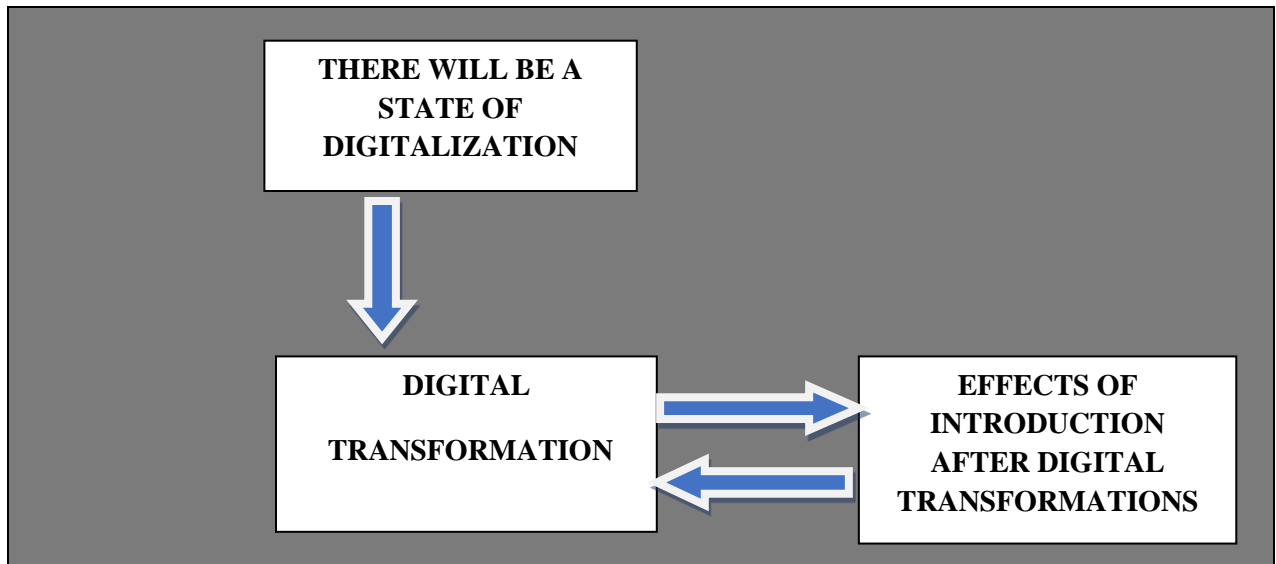 THERE WILL BE A
STATE OF
DIGITALIZATION
DIGITAL
TRANSFORMATION
EFFECTS OF
INTRODUCTION
AFTER DIGITAL
TRANSFORMATIONS